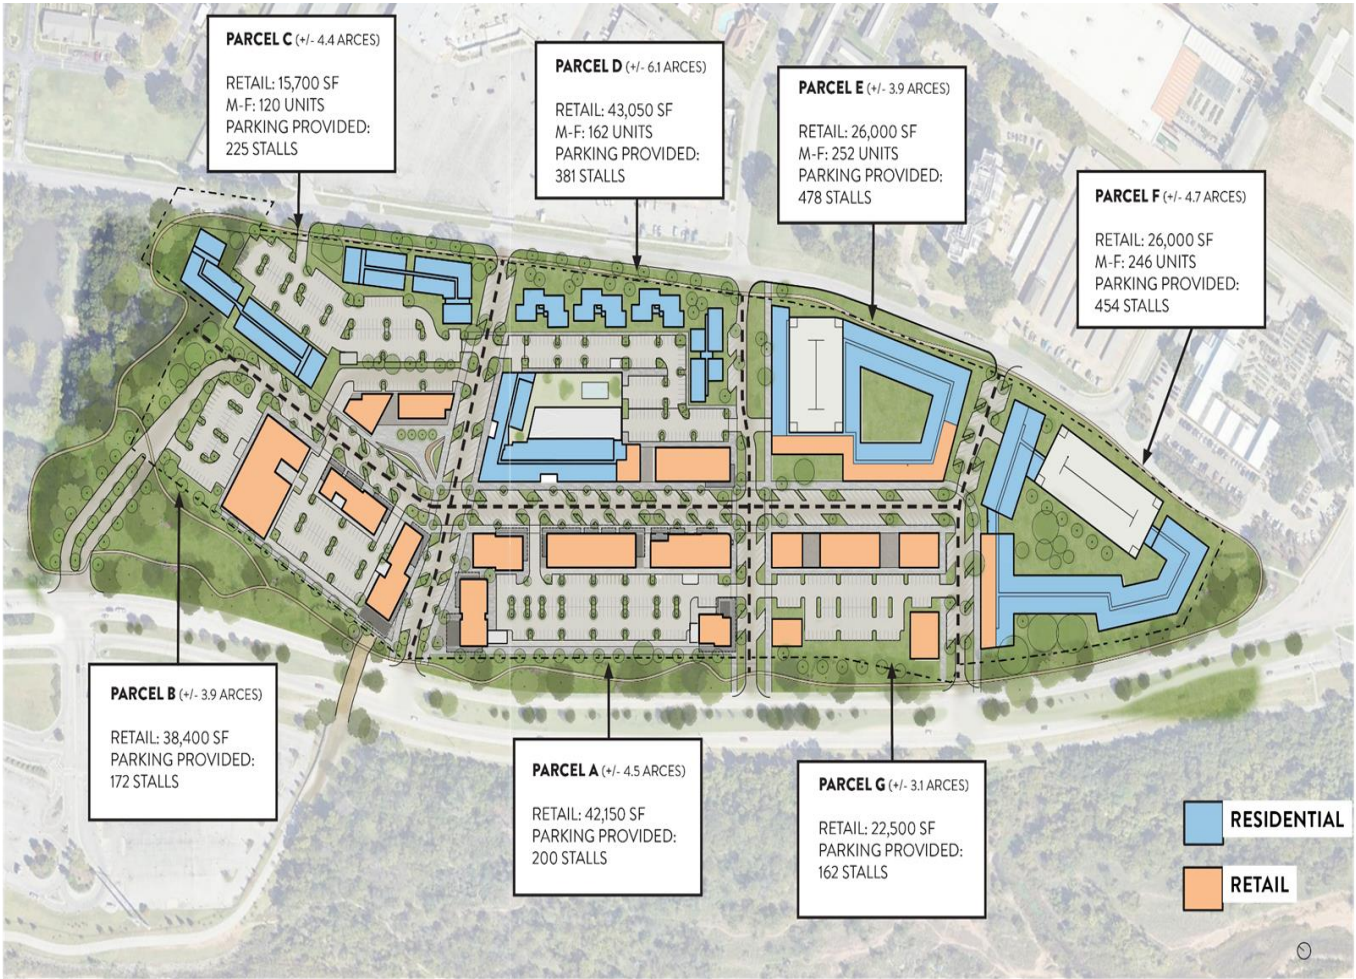 PARCEL C (+/- 4.4 ARCES)
RETAIL: 15,700 SF
M-F: 120 UNITS
PARKING PROVIDED:
225 STALLS
PARCEL D (+/- 6.1 ARCES)
RETAIL: 43,050 SF
M-F: 162 UNITS
PARKING PROVIDED:
381 STALLS
PARCEL E (+/- 3.9 ARCES)
RETAIL: 26,000 SF
M-F: 252 UNITS
PARKING PROVIDED:
478 STALLS
PARCEL F (+/- 4.7 ARCES)
RETAIL: 26,000 SF
M-F: 246 UNITS
PARKING PROVIDED:
454 STALLS
PARCEL B (+/- 3.9 ARCES)
RETAIL: 38,400 SF
PARKING PROVIDED:
172 STALLS
PARCEL A (+/- 4.5 ARCES)
RETAIL: 42,150 SF
PARKING PROVIDED:
200 STALLS
PARCEL G (+/- 3.1 ARCES)
RETAIL: 22,500 SF
PARKING PROVIDED:
162 STALLS
RESIDENTIAL
RETAIL